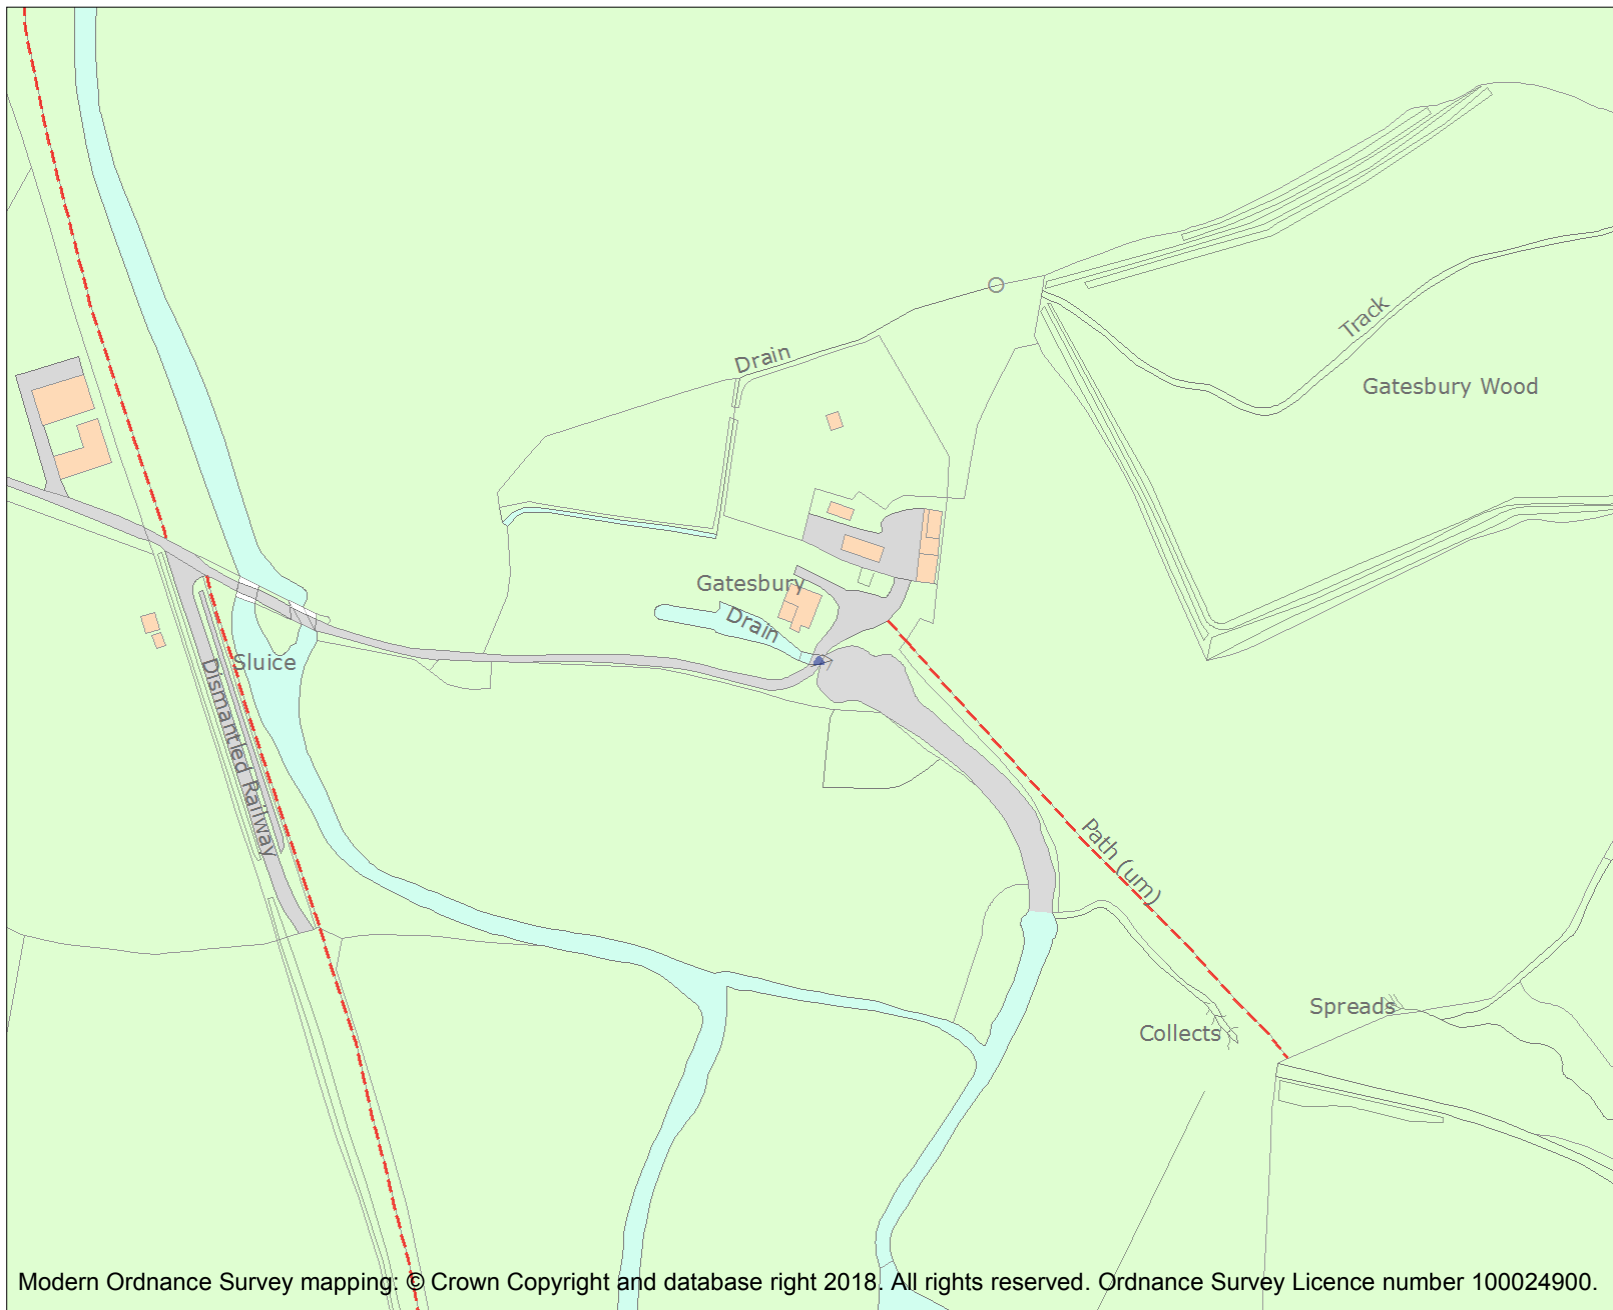 Track
Drain
Gatesbury Wood
Gatesbury
Drain
Sluice
Dismantled Railway
Path (um)
Spreads
Collects
Modern Ordnance Survey mapping: © Crown Copyright and database right 2018. All rights reserved. Ordnance Survey Licence number 100024900.